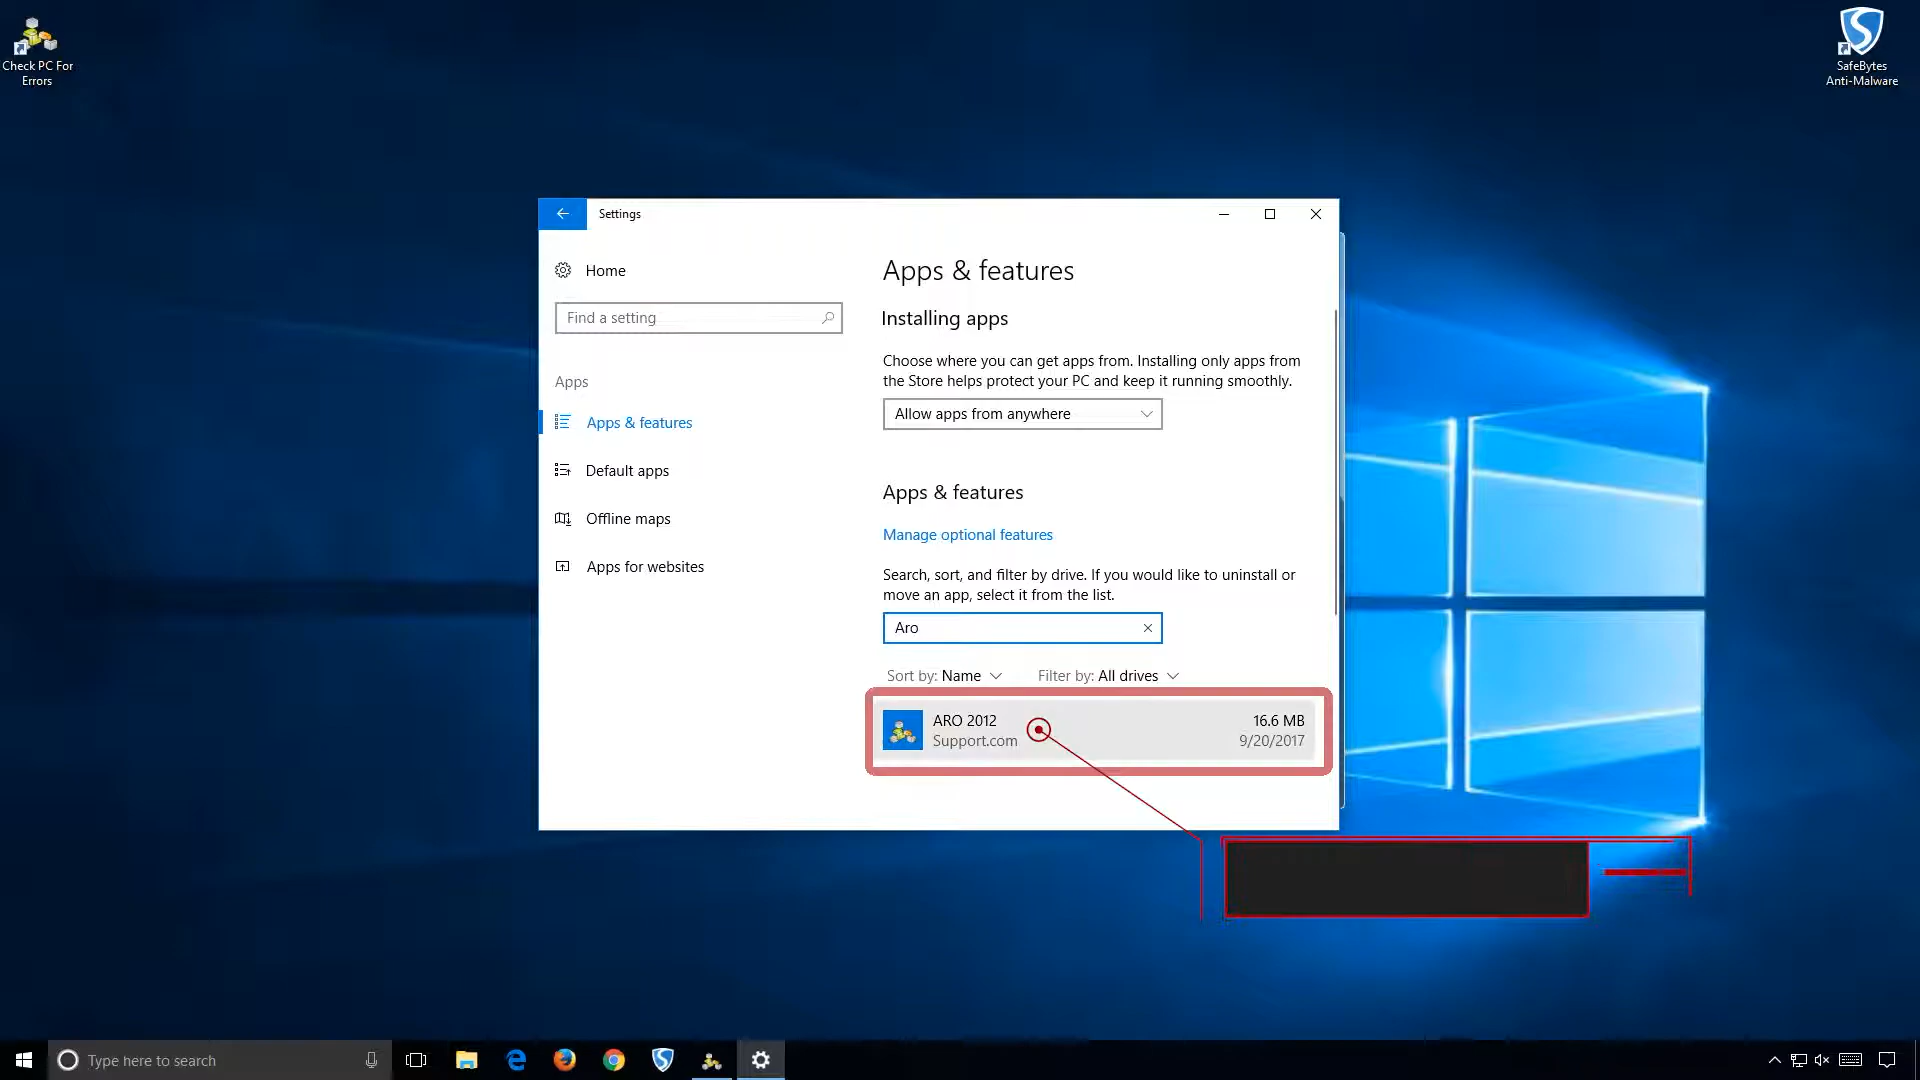 Check PC For
Errors
SafeBytes
Anti-Malware
Settings
Home
Find a setting
Apps
Apps & features
Default apps
Offline maps
Apps for websites
Apps & features
Installing apps
Choose where you can get apps from. Installing only apps from
the Store helps protect your PC and keep it running smoothly.
Allow apps from anywhere
Apps & features
Manage optional features
Search, sort, and filter by drive. If you would like to uninstall or
move an app, select it from the list.
Aro
Sort by: Name Filter by: All drives
ARO 2012 16.6 MB
Support.com 9/20/2017
Type here to search